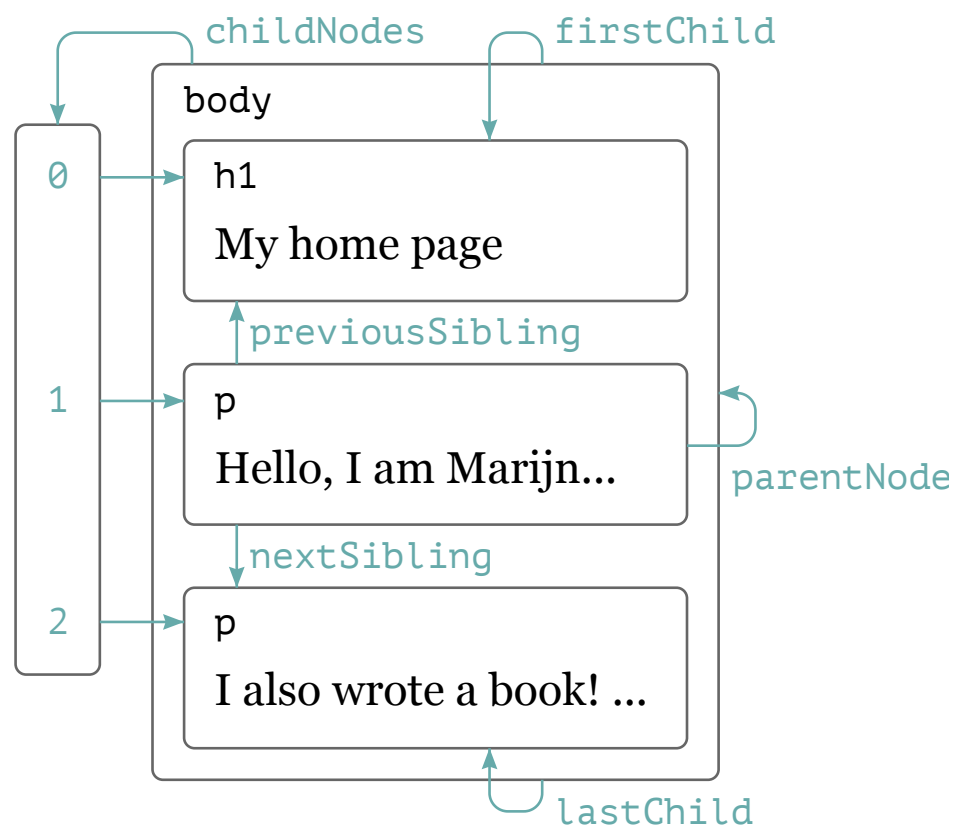 childNodes
firstChild
body
0
h1
My home page
previousSibling
1
p
Hello, I am Marijn...
parentNode
nextSibling
2
p
I also wrote a book! ...
lastChild